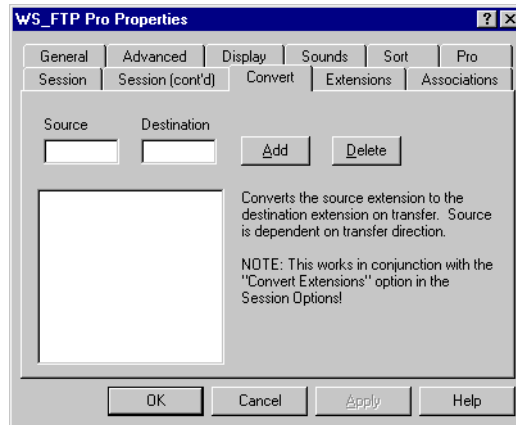 WS_FTP Pro Properties
General Advanced Display Sounds Sort Pro
Session Session (cont'd) Convert Extensions Associations
Source Destination
Add Delete
Converts the source extension to the
destination extension on transfer. Source
is dependent on transfer direction.
NOTE: This works in conjunction with the
"Convert Extensions" option in the
Session Options!
OK Cancel Apply Help